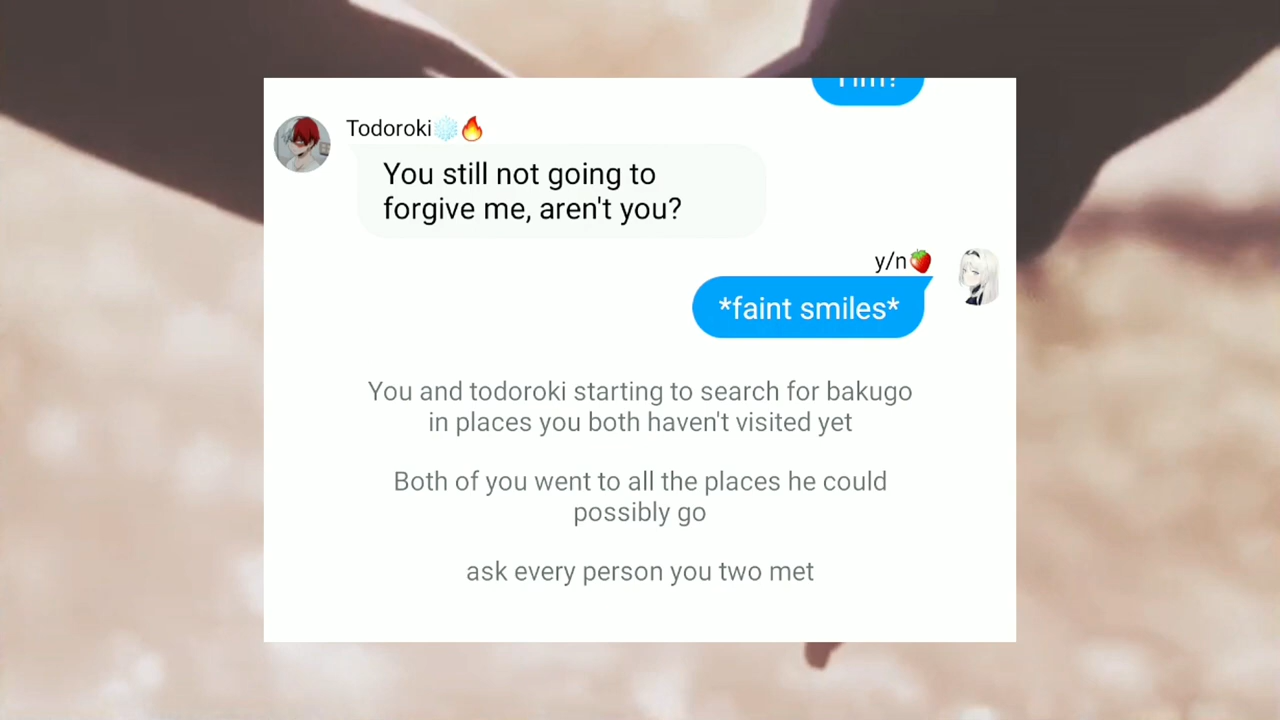 Todoroki❄️🔥
You still not going to
forgive me, aren't you?
y/n🍓
*faint smiles*
You and todoroki starting to search for bakugo
in places you both haven't visited yet
Both of you went to all the places he could
possibly go
ask every person you two met